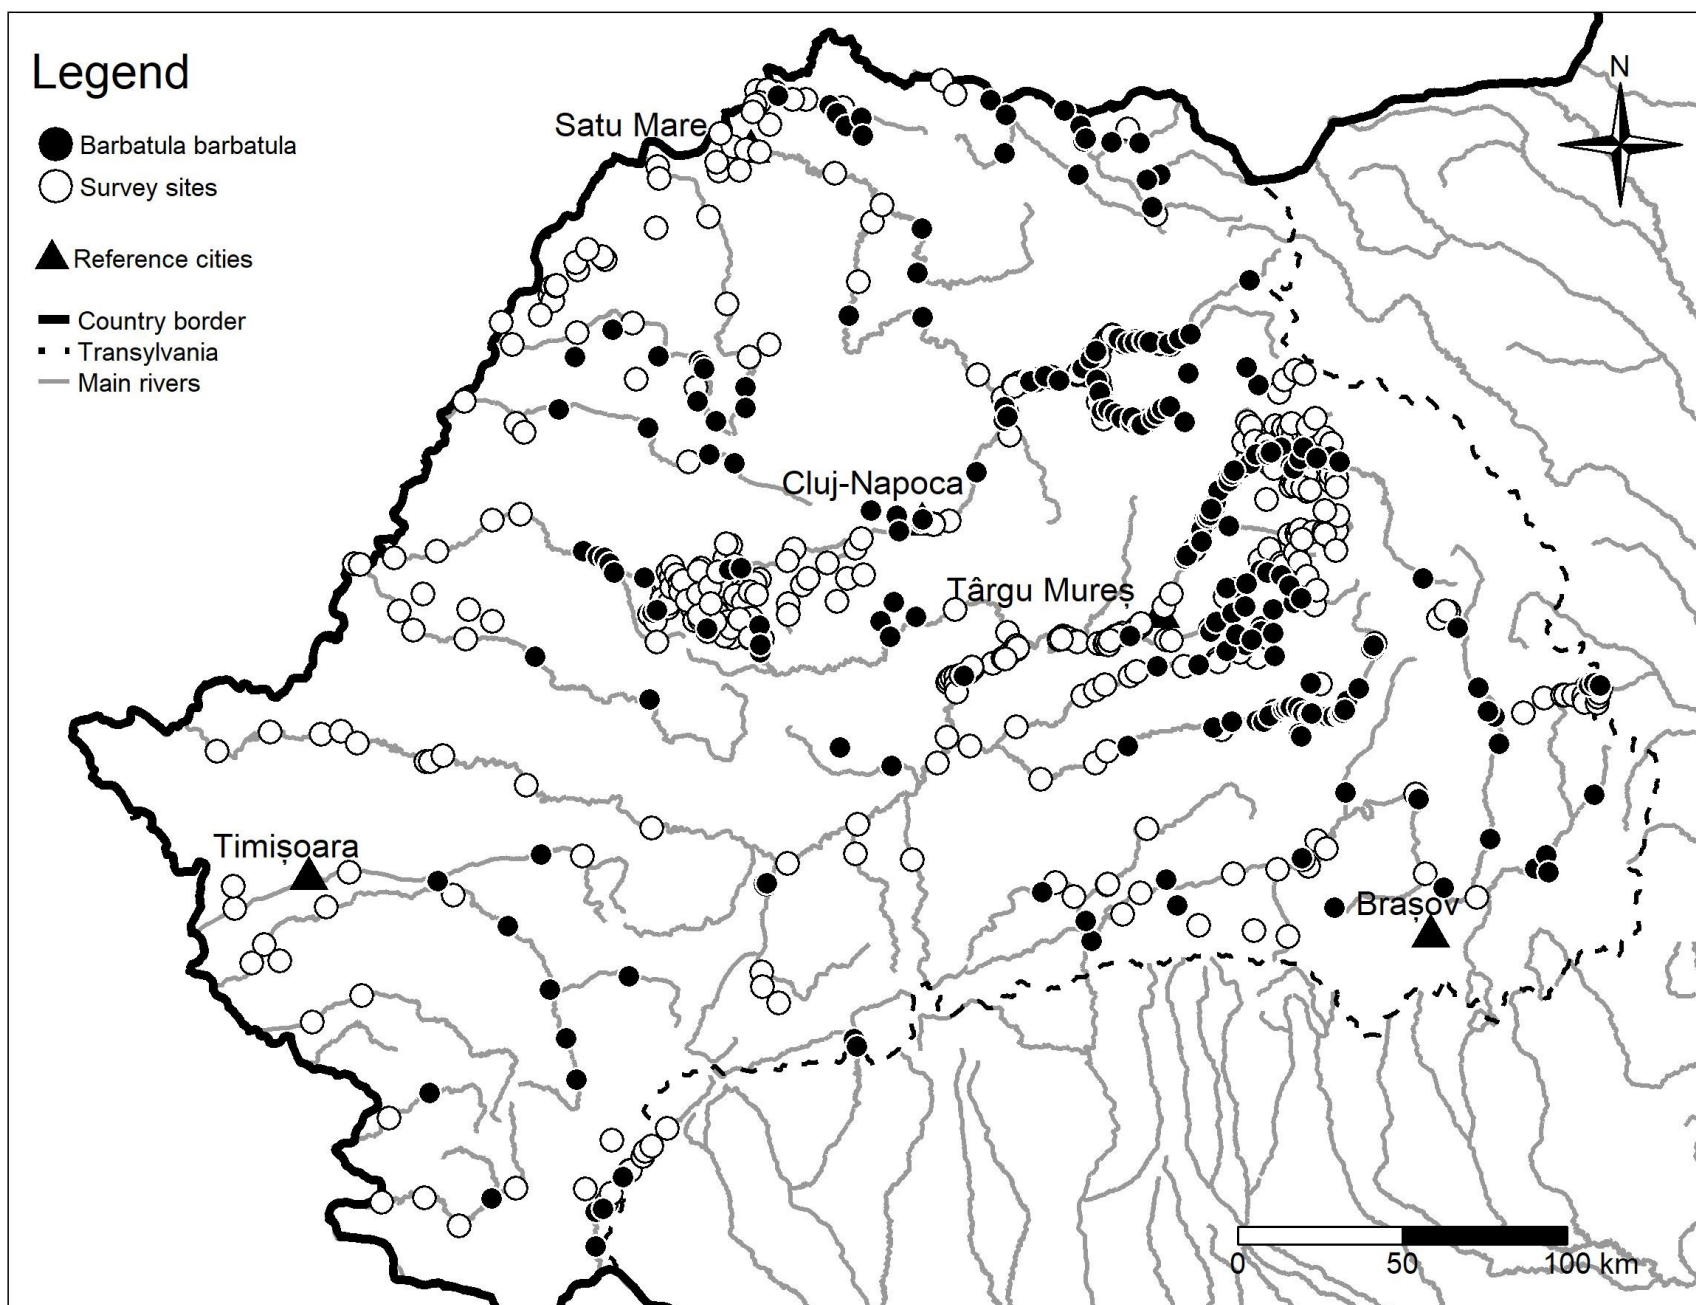 Legend
Barbatula barbatula
Survey sites
Reference cities
Country border
Transylvania
Main rivers
N
Satu Mare
Cluj-Napoca
Târgu Mureș
Timișoara
Brașov
0 50 100 km